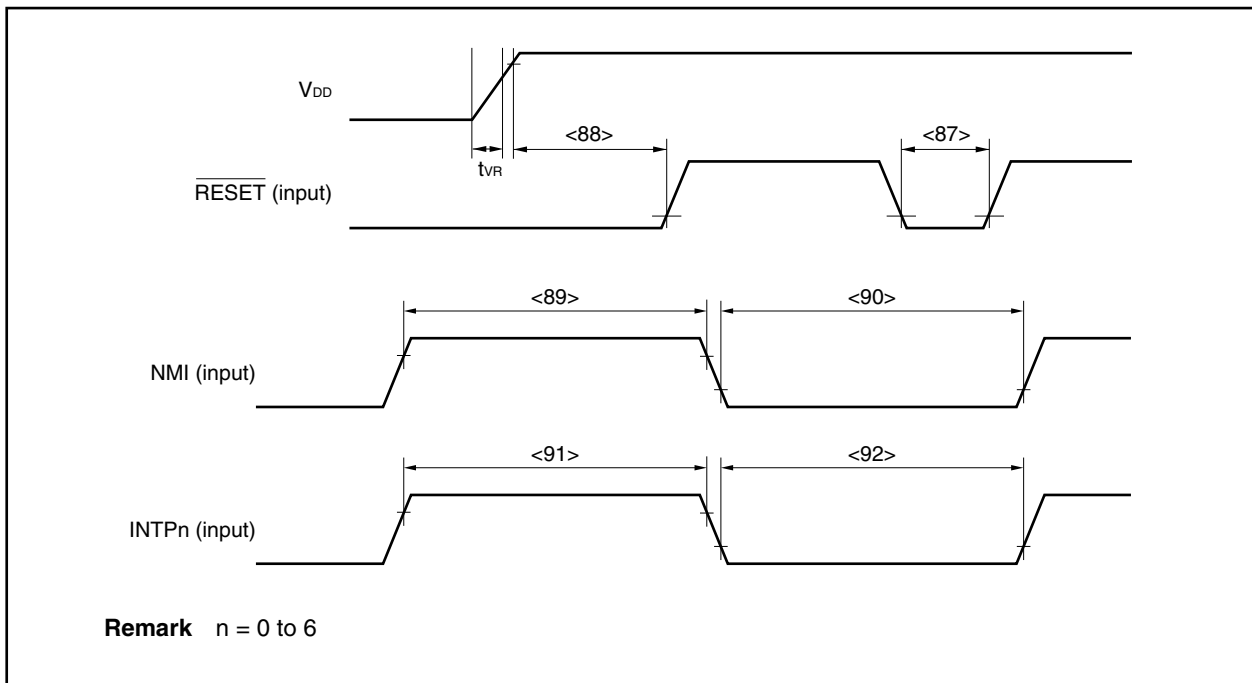 VDD
<88>
<87>
tVR
RESET (input)
<89>
<90>
NMI (input)
<91>
<92>
INTPn (input)
Remark n = 0 to 6